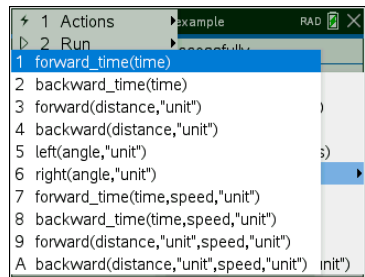 1 Actions example RAD
2 Run
1 forward_time(time)
2 backward_time(time)
3 forward(distance,"unit") )
4 backward(distance,"unit")
5 left(angle,"unit") s)
6 right(angle,"unit")
7 forward_time(time,speed,"unit")
8 backward_time(time,speed,"unit")
9 forward(distance,"unit",speed,"unit")
A backward(distance,"unit",speed,"unit") unit")